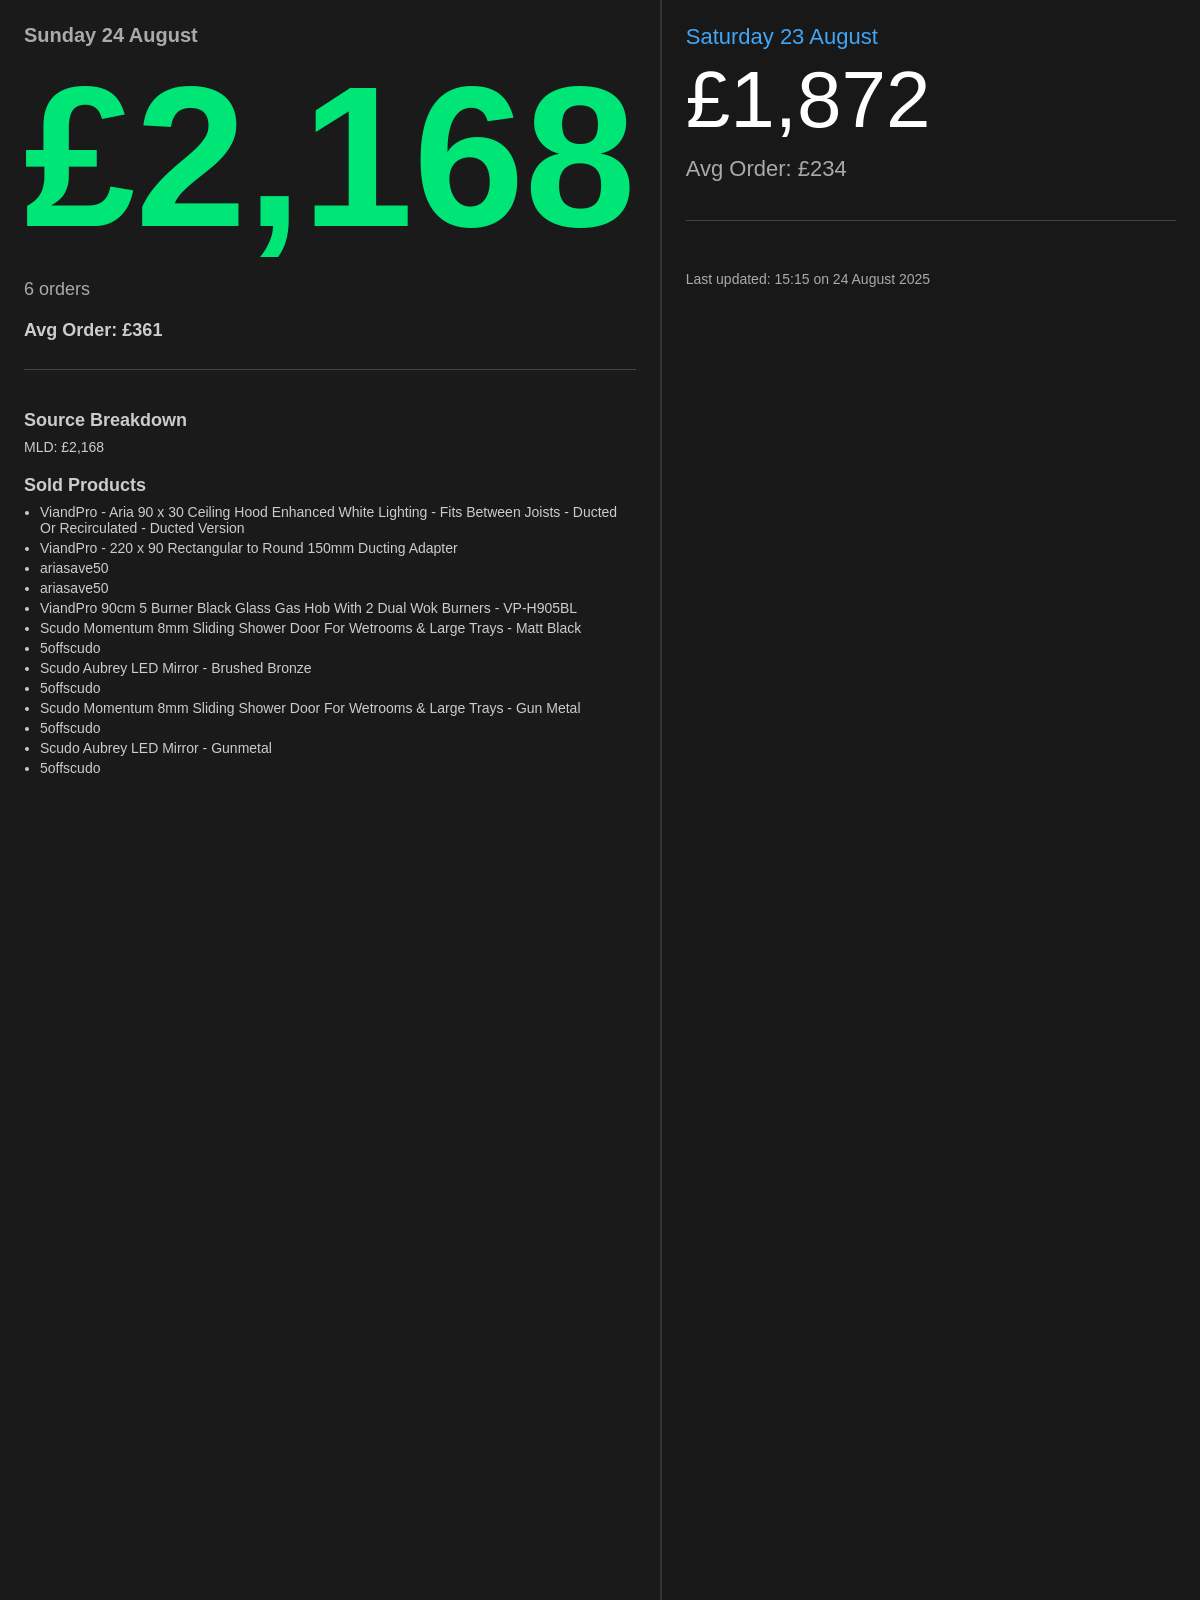 Sunday 24 August
£2,168
6 orders
Avg Order: £361
Source Breakdown
MLD: £2,168
Sold Products
• ViandPro - Aria 90 x 30 Ceiling Hood Enhanced White Lighting - Fits Between Joists - Ducted
Or Recirculated - Ducted Version
• ViandPro - 220 x 90 Rectangular to Round 150mm Ducting Adapter
• ariasave50
• ariasave50
• ViandPro 90cm 5 Burner Black Glass Gas Hob With 2 Dual Wok Burners - VP-H905BL
• Scudo Momentum 8mm Sliding Shower Door For Wetrooms & Large Trays - Matt Black
• 5offscudo
• Scudo Aubrey LED Mirror - Brushed Bronze
• 5offscudo
• Scudo Momentum 8mm Sliding Shower Door For Wetrooms & Large Trays - Gun Metal
• 5offscudo
• Scudo Aubrey LED Mirror - Gunmetal
• 5offscudo
Saturday 23 August
£1,872
Avg Order: £234
Last updated: 15:15 on 24 August 2025